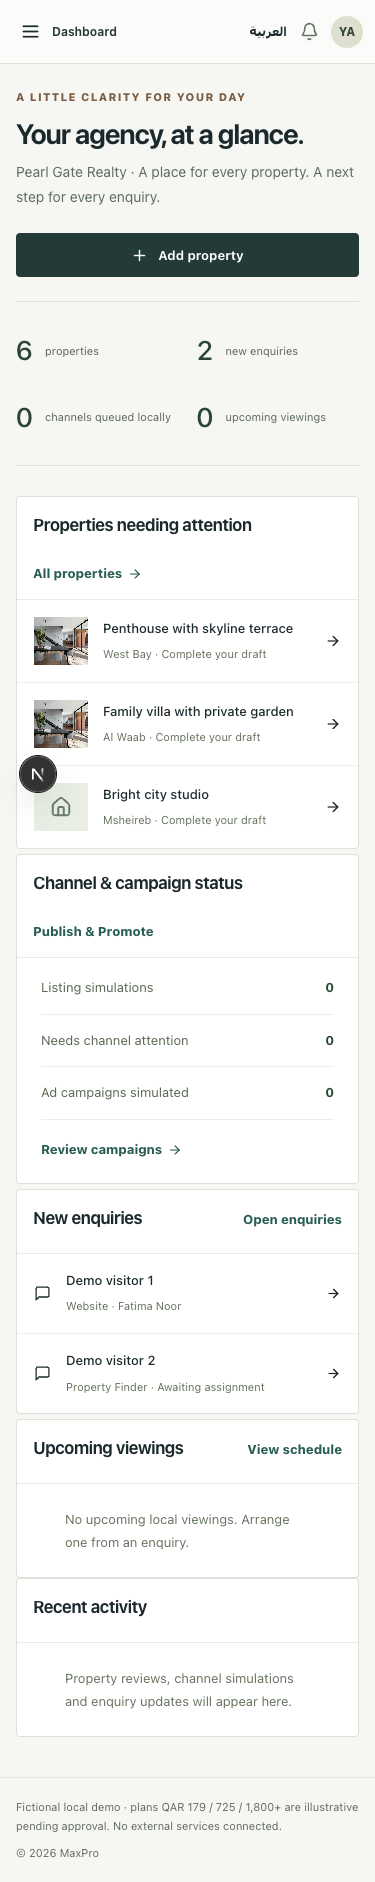 Dashboard
العربية
YA
A LITTLE CLARITY FOR YOUR DAY
Your agency, at a glance.
Pearl Gate Realty · A place for every property. A next
step for every enquiry.
Add property
6 properties
2 new enquiries
0 channels queued locally
0 upcoming viewings
Properties needing attention
All properties →
Penthouse with skyline terrace
West Bay · Complete your draft
Family villa with private garden
Al Waab · Complete your draft
N
Bright city studio
Msheireb · Complete your draft
Channel & campaign status
Publish & Promote
Listing simulations 0
Needs channel attention 0
Ad campaigns simulated 0
Review campaigns →
New enquiries
Open enquiries
Demo visitor 1
Website · Fatima Noor
Demo visitor 2
Property Finder · Awaiting assignment
Upcoming viewings
View schedule
No upcoming local viewings. Arrange
one from an enquiry.
Recent activity
Property reviews, channel simulations
and enquiry updates will appear here.
Fictional local demo · plans QAR 179 / 725 / 1,800+ are illustrative
pending approval. No external services connected.
© 2026 MaxPro